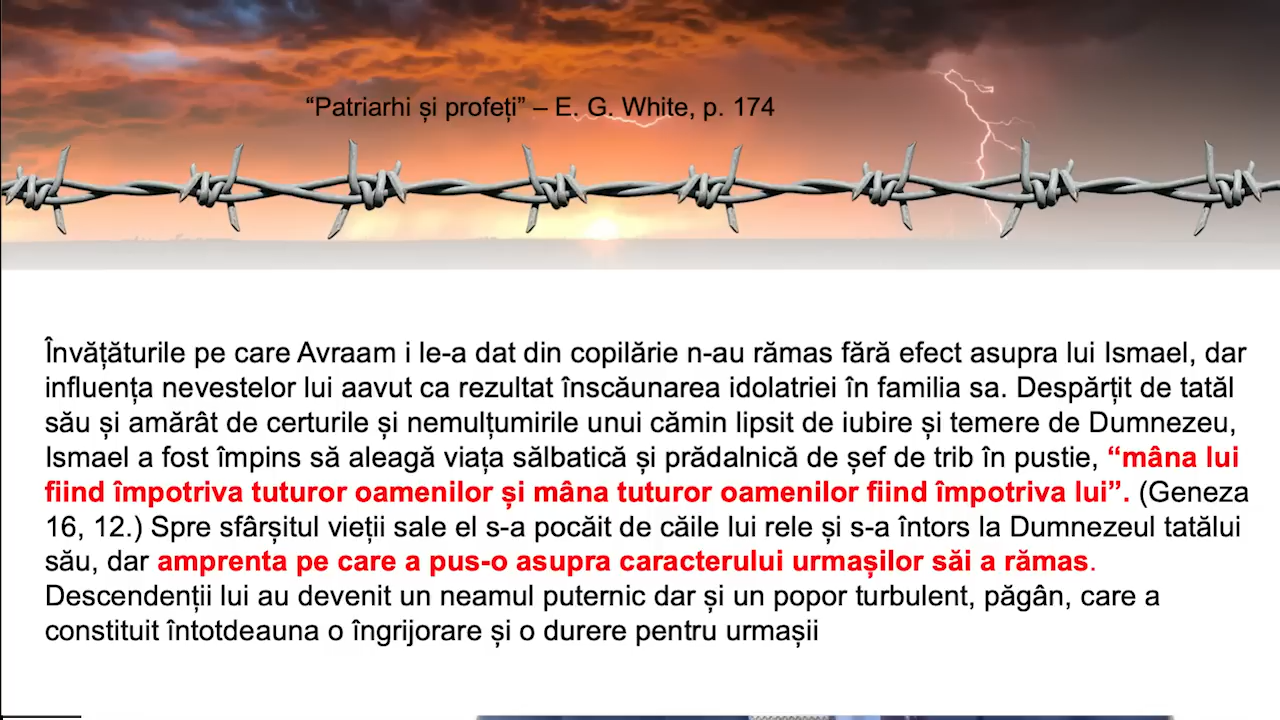 “Patriarhi și profeți” – E. G. White, p. 174
Învățăturile pe care Avraam i le-a dat din copilărie n-au rămas fără efect asupra lui Ismael, dar
influența nevestelor lui aavut ca rezultat înscăunarea idolatriei în familia sa. Despărțit de tatăl
său și amărât de certurile și nemulțumirile unui cămin lipsit de iubire și temere de Dumnezeu,
Ismael a fost împins să aleagă viața sălbatică și prădalnică de șef de trib în pustie, “mâna lui
fiind împotriva tuturor oamenilor și mâna tuturor oamenilor fiind împotriva lui”. (Geneza
16, 12.) Spre sfârșitul vieții sale el s-a pocăit de căile lui rele și s-a întors la Dumnezeul tatălui
său, dar amprenta pe care a pus-o asupra caracterului urmașilor săi a rămas.
Descendenții lui au devenit un neamul puternic dar și un popor turbulent, păgân, care a
constituit întotdeauna o îngrijorare și o durere pentru urmașii